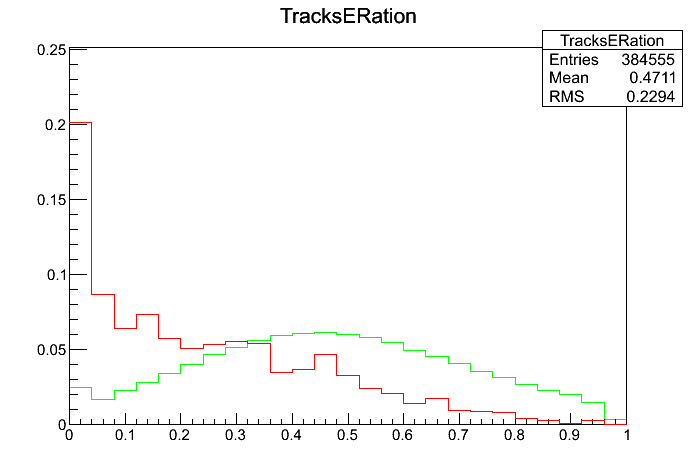 TracksERation
TracksERation
Entries 384555
Mean 0.4711
RMS 0.2294
0.25
0.2
0.15
0.1
0.05
0
0 0.1 0.2 0.3 0.4 0.5 0.6 0.7 0.8 0.9 1